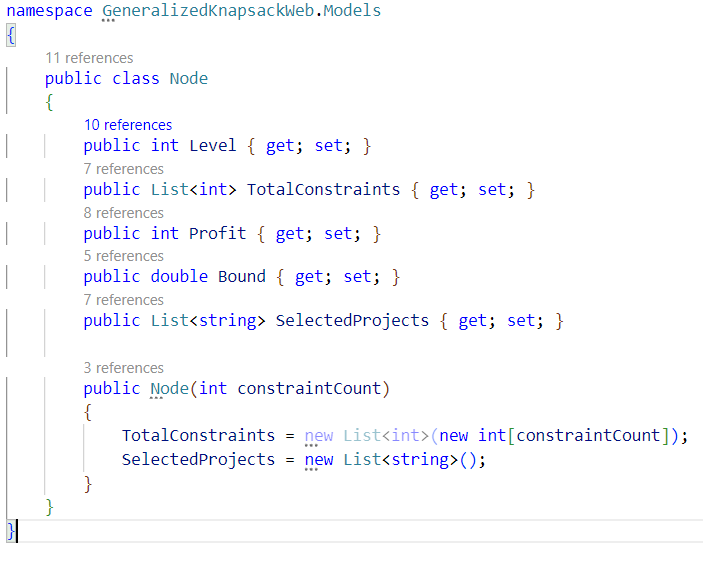 namespace GeneralizedKnapsackWeb.Models
{
11 references
public class Node
{
10 references
public int Level { get; set; }
7 references
public List<int> TotalConstraints { get; set; }
8 references
public int Profit { get; set; }
5 references
public double Bound { get; set; }
7 references
public List<string> SelectedProjects { get; set; }
3 references
public Node(int constraintCount)
{
TotalConstraints = new List<int>(new int[constraintCount]);
SelectedProjects = new List<string>();
}
}
}